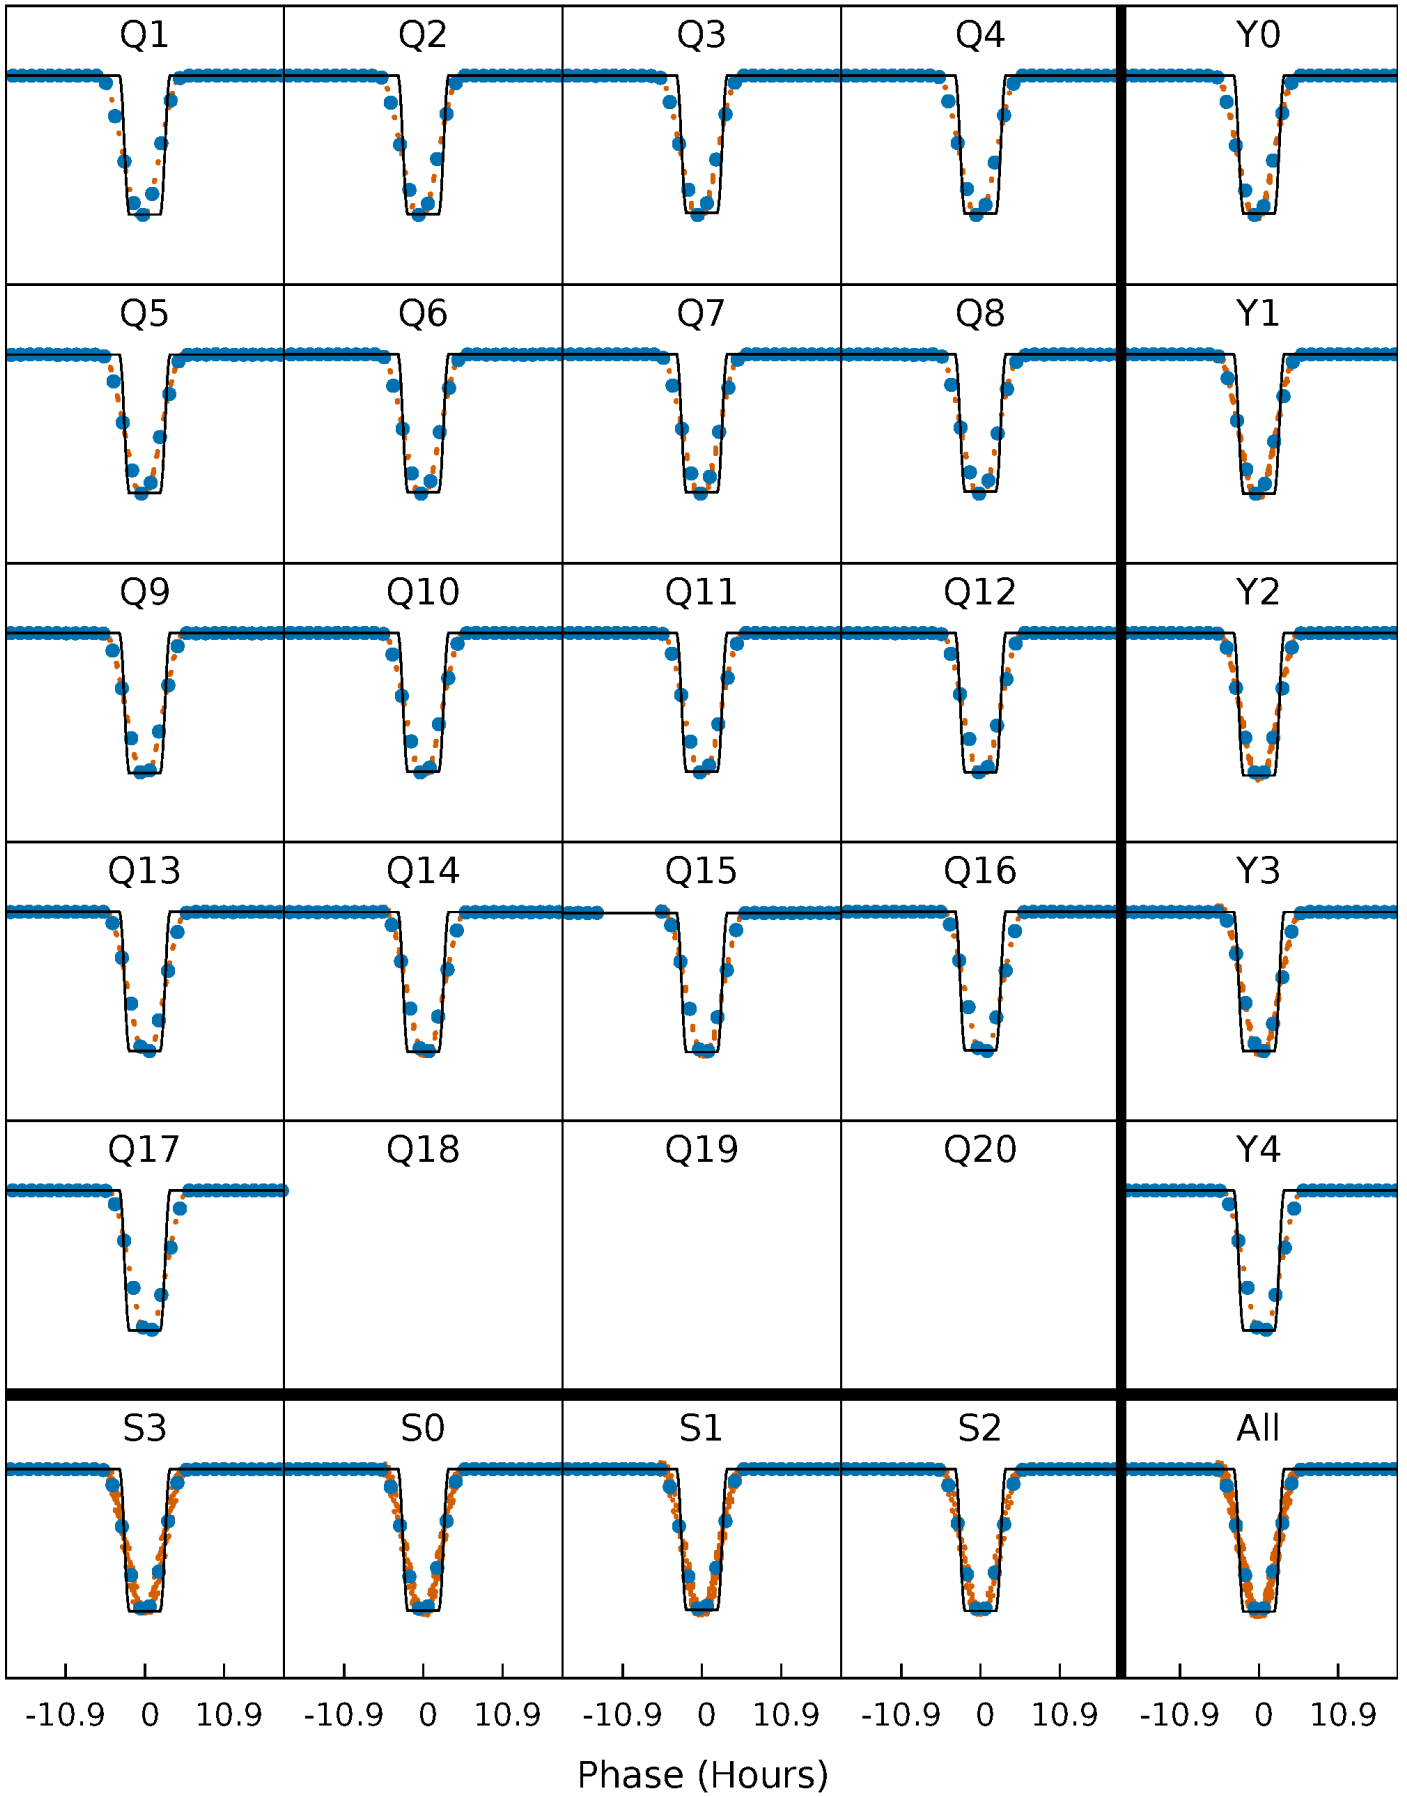 Q1 Q2 Q3 Q4 Y0
Q5 Q6 Q7 Q8 Y1
Q9 Q10 Q11 Q12 Y2
Q13 Q14 Q15 Q16 Y3
Q17 Q18 Q19 Q20 Y4
S3 S0 S1 S2 All
-10.9 0 10.9 -10.9 0 10.9 -10.9 0 10.9 -10.9 0 10.9 -10.9 0 10.9
Phase (Hours)